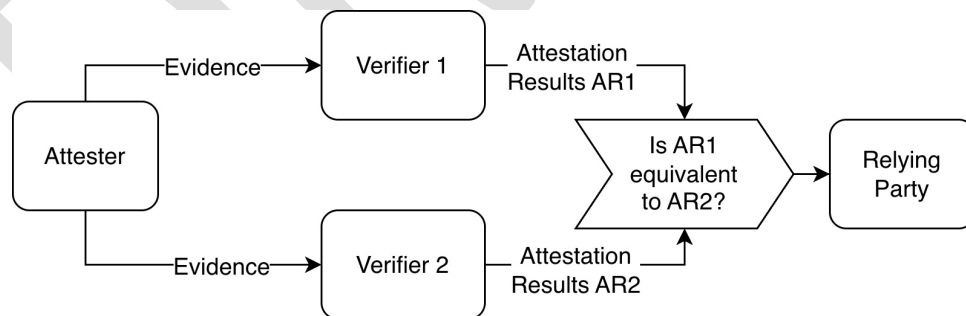 Attester
Evidence
Verifier 1
Attestation
Results AR1
Is AR1
equivalent
to AR2?
Relying
Party
Evidence
Verifier 2
Attestation
Results AR2